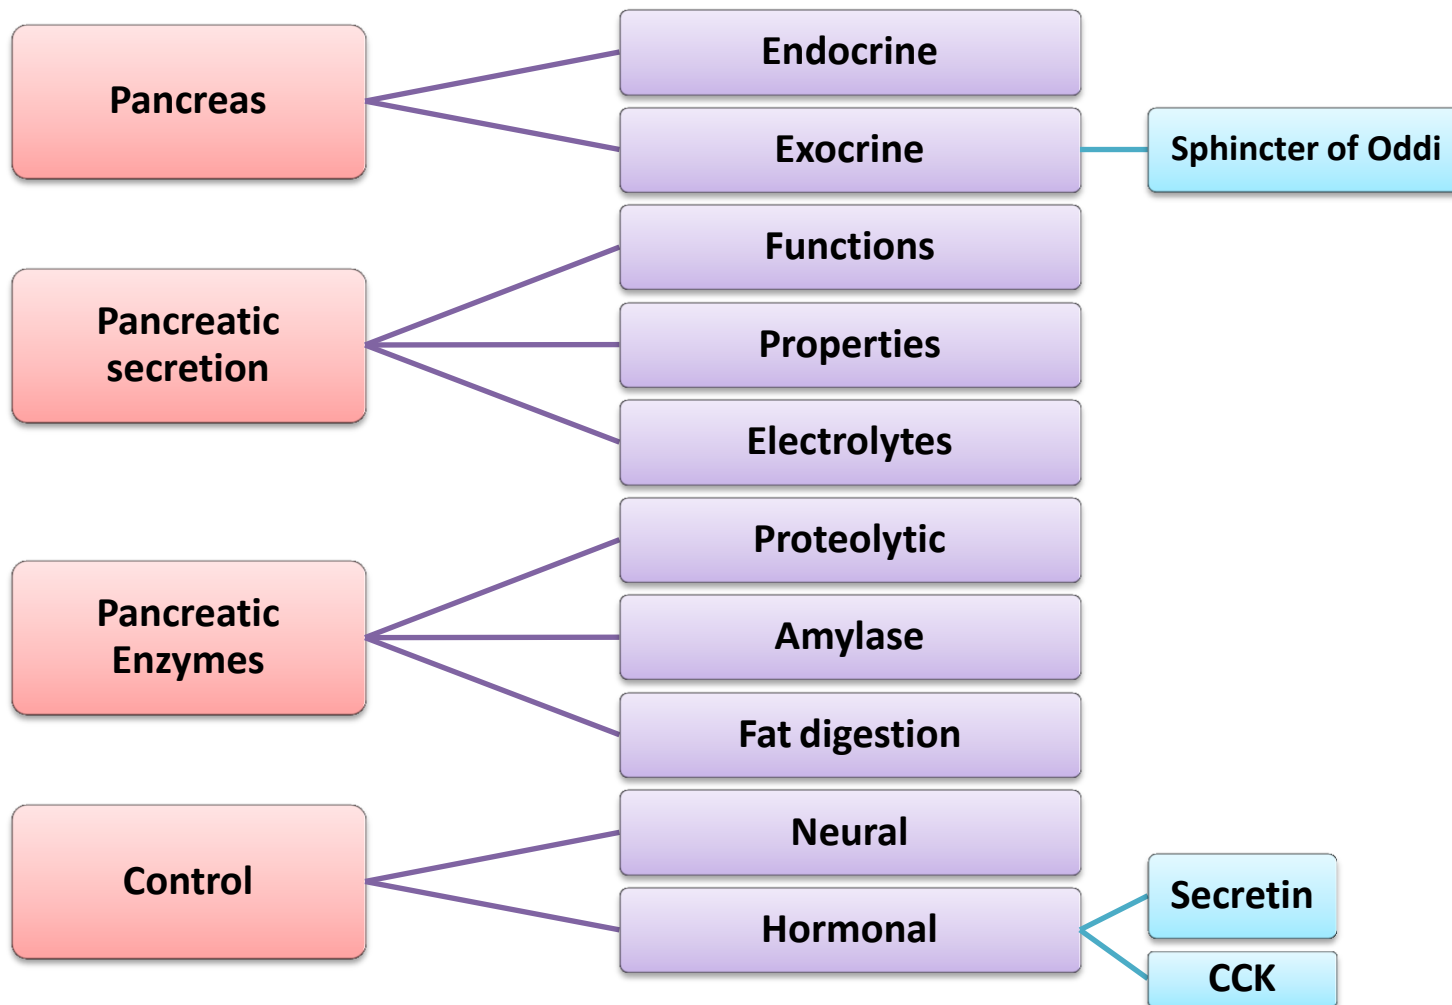 Pancreas
Endocrine
Exocrine
Sphincter of Oddi
Pancreatic
secretion
Functions
Properties
Electrolytes
Pancreatic
Enzymes
Proteolytic
Amylase
Fat digestion
Control
Neural
Hormonal
Secretin
CCK